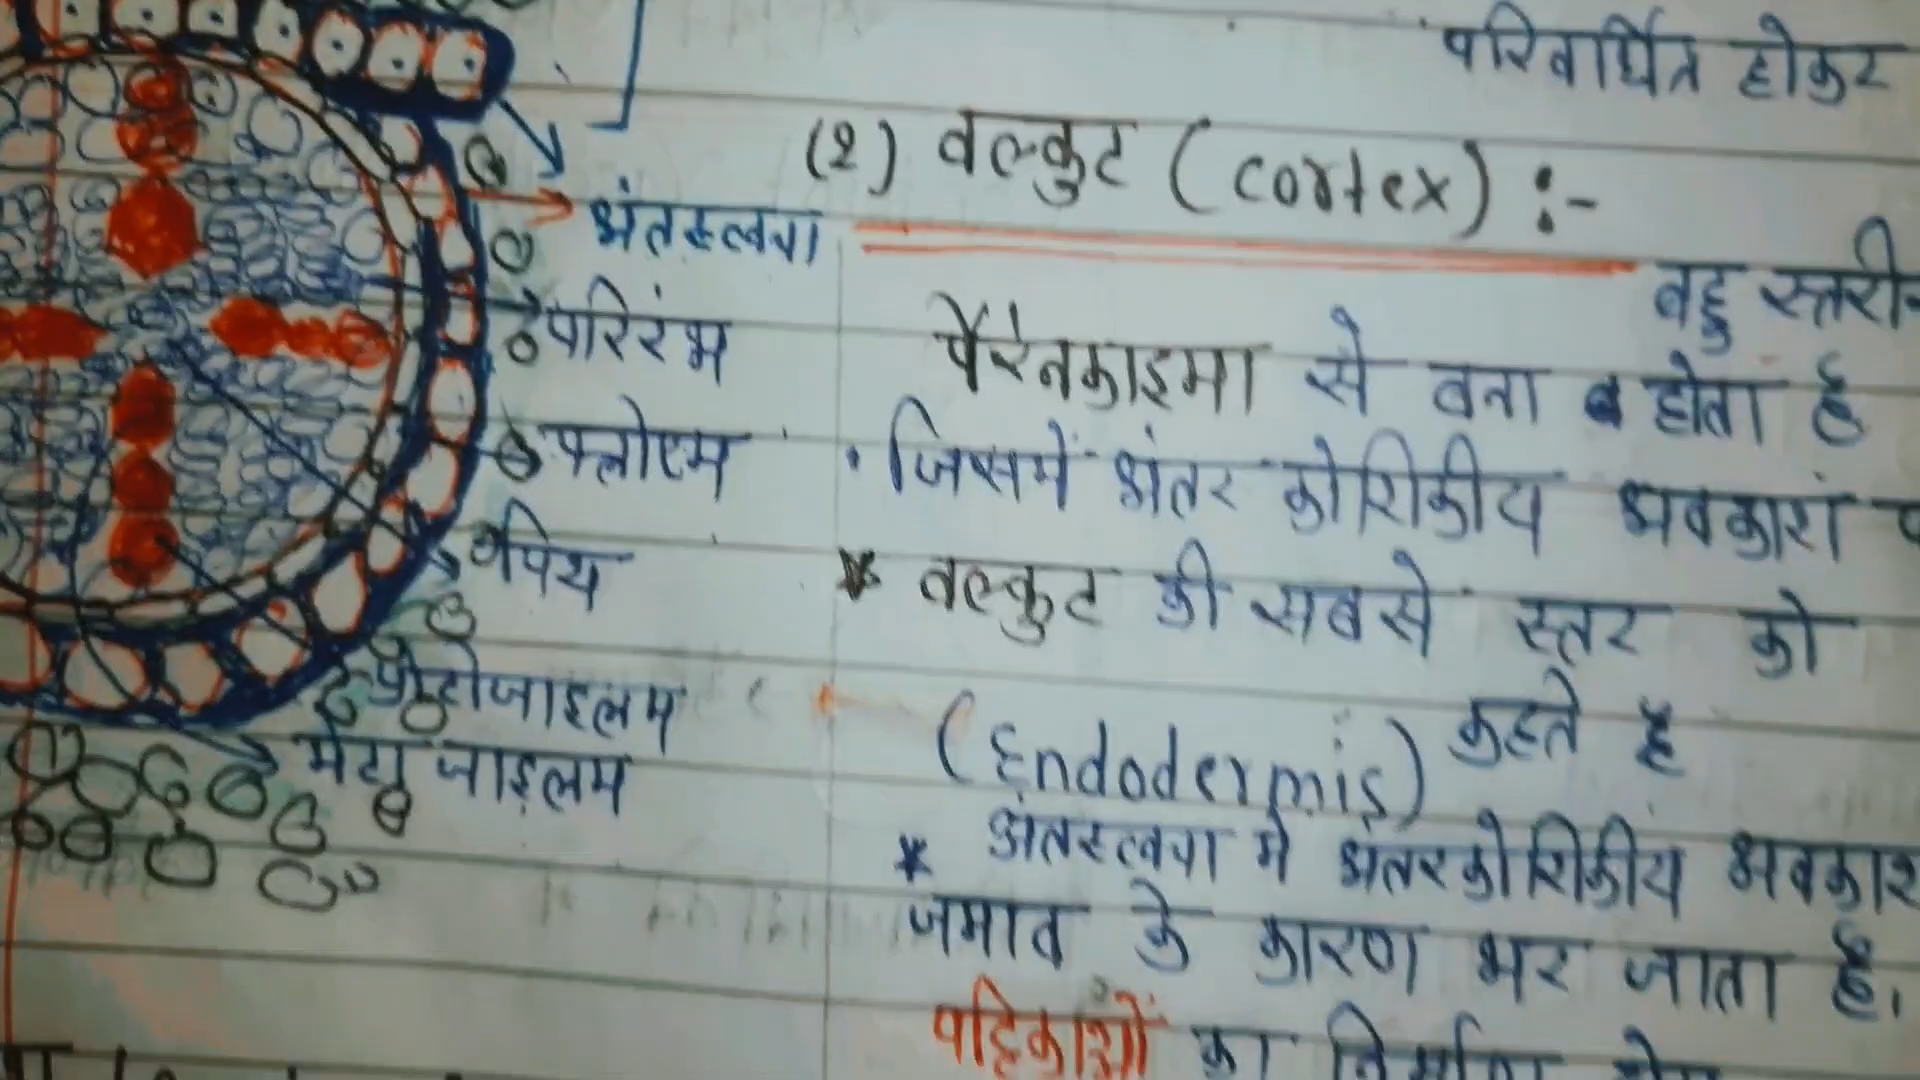 परिवर्धित होकर
(2) वल्कुट (cortex) :-
बहु स्तरी
पैरेनकाइमा से बना होता है
जिसमें अंतर कोशिकीय अवकाश
* वल्कुट की सबसे स्तर को
(Endodermis) कहते है
* अंतस्त्वचा मे अंतरकोशिकीय अवकाश
जमाव के कारण भर जाता है।
पट्टिकाओं का निर्माण
अंतस्त्वचा
परिरंभ
फ्लोएम
पिथ
प्रोटोजाइलम
मेटा जाइलम